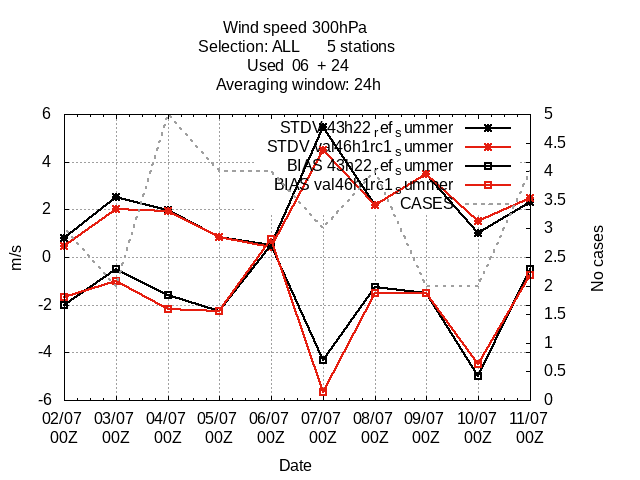 Wind speed 300hPa
Selection: ALL 5 stations
Used 06 + 24
Averaging window: 24h
STDV 43h22_ref_summer
STDV val46h1rc1_summer
BIAS 43h22_ref_summer
BIAS val46h1rc1_summer
CASES
6
4
2
0
-2
-4
-6
m/s
5
4.5
4
3.5
3
2.5
2
1.5
1
0.5
0
No cases
02/07 03/07 04/07 05/07 06/07 07/07 08/07 09/07 10/07 11/07
00Z 00Z 00Z 00Z 00Z 00Z 00Z 00Z 00Z 00Z
Date